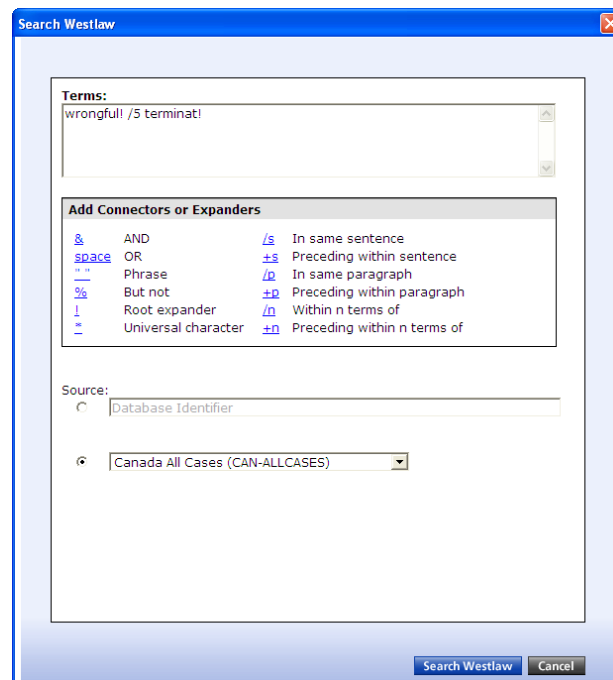 Search Westlaw
Terms:
wrongful! /5 terminat!
Add Connectors or Expanders
& AND /s In same sentence
space OR +s Preceding within sentence
" " Phrase /p In same paragraph
% But not +p Preceding within paragraph
! Root expander /n Within n terms of
* Universal character +n Preceding within n terms of
Source:
Database Identifier
Canada All Cases (CAN-ALLCASES)
Search Westlaw Cancel